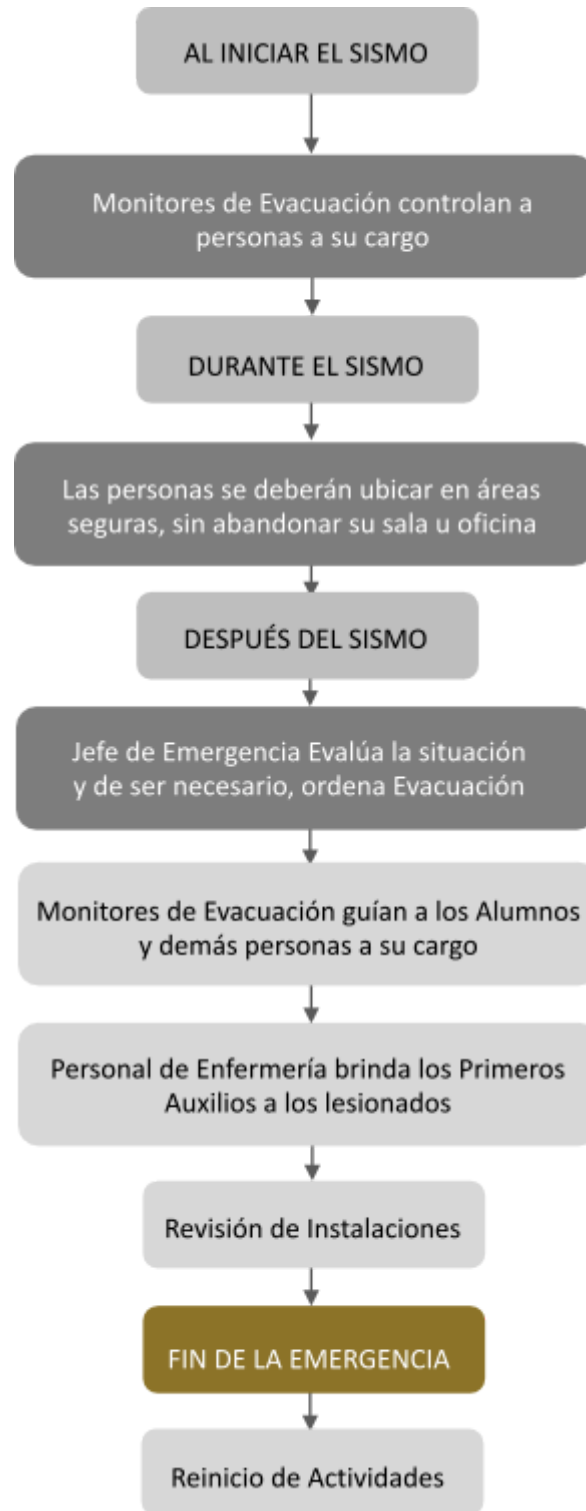 AL INICIAR EL SISMO
Monitores de Evacuación controlan a
personas a su cargo
DURANTE EL SISMO
Las personas se deberán ubicar en áreas
seguras, sin abandonar su sala u oficina
DESPUÉS DEL SISMO
Jefe de Emergencia Evalúa la situación
y de ser necesario, ordena Evacuación
Monitores de Evacuación guían a los Alumnos
y demás personas a su cargo
Personal de Enfermería brinda los Primeros
Auxilios a los lesionados
Revisión de Instalaciones
FIN DE LA EMERGENCIA
Reinicio de Actividades